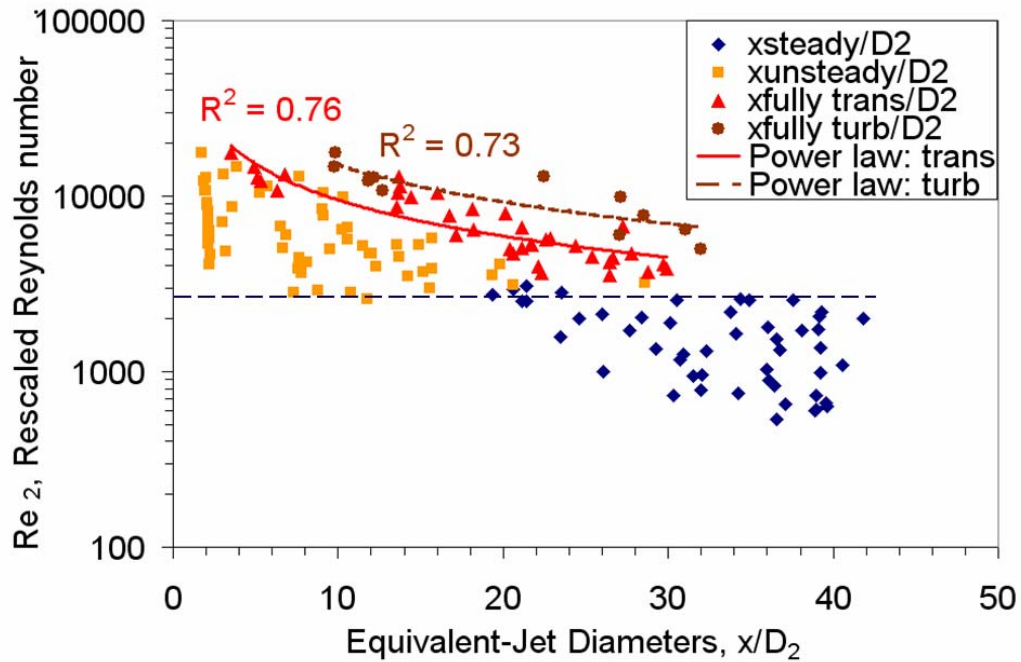 100000
10000
1000
100
Re 2, Rescaled Reynolds number
R2 = 0.76
R2 = 0.73
xsteady/D2
xunsteady/D2
xfully trans/D2
xfully turb/D2
Power law: trans
Power law: turb
0 10 20 30 40 50
Equivalent-Jet Diameters, x/D2